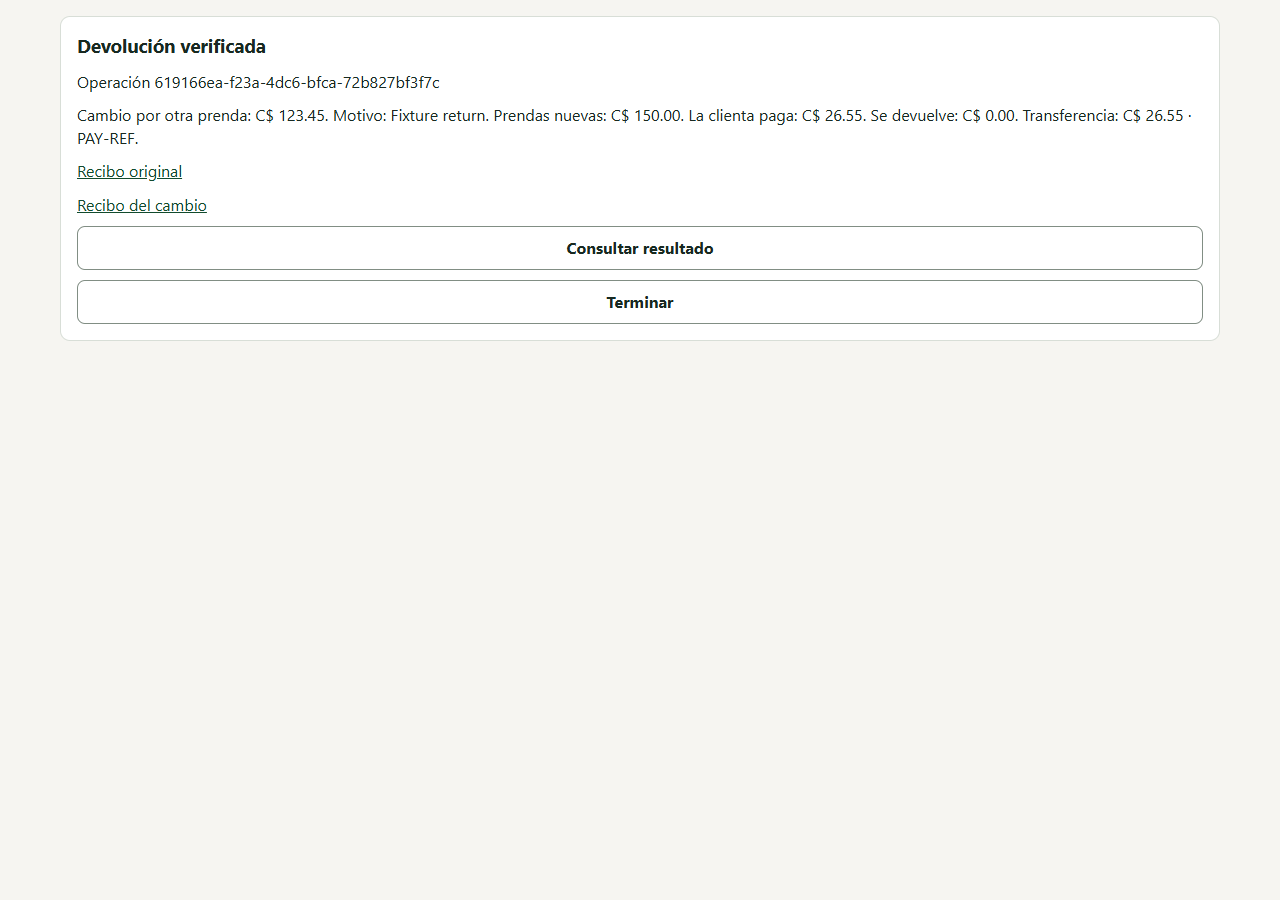 Devolución verificada
Operación 619166ea-f23a-4dc6-bfca-72b827bf3f7c
Cambio por otra prenda: C$ 123.45. Motivo: Fixture return. Prendas nuevas: C$ 150.00. La clienta paga: C$ 26.55. Se devuelve: C$ 0.00. Transferencia: C$ 26.55 ·
PAY-REF.
Recibo original
Recibo del cambio
Consultar resultado
Terminar